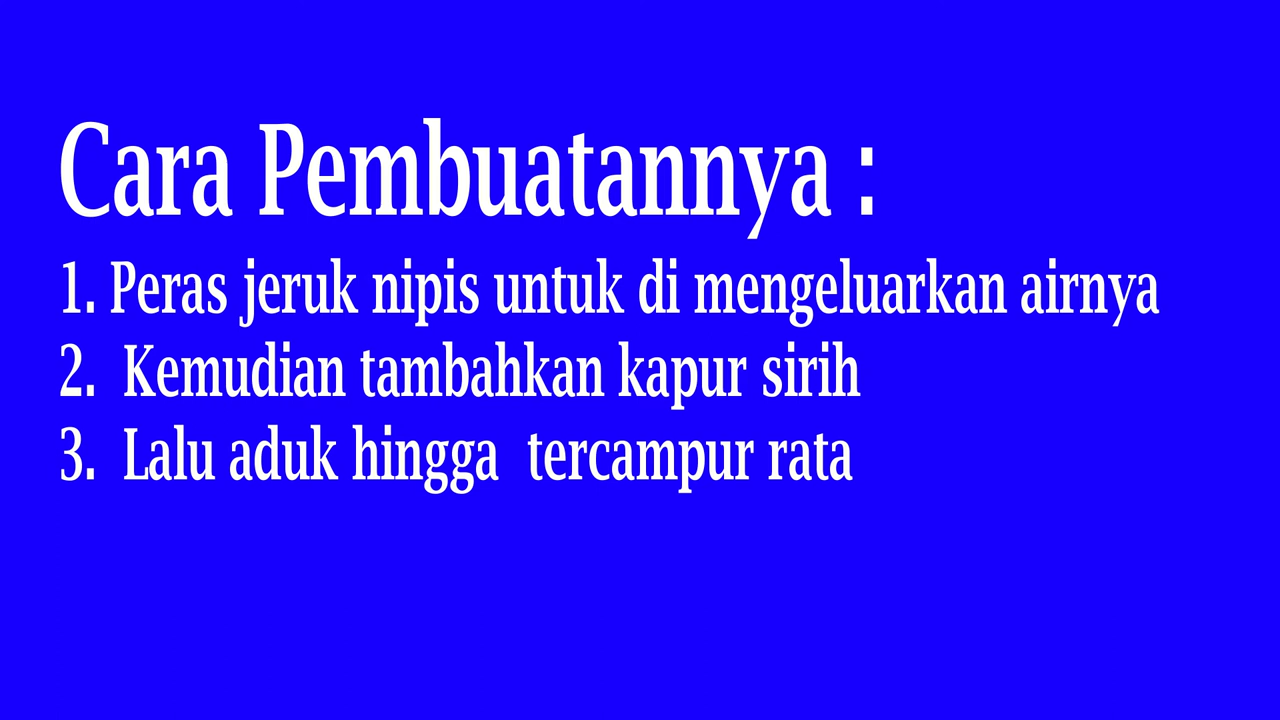 Cara Pembuatannya :
1. Peras jeruk nipis untuk di mengeluarkan airnya
2.  Kemudian tambahkan kapur sirih
3.  Lalu aduk hingga  tercampur rata